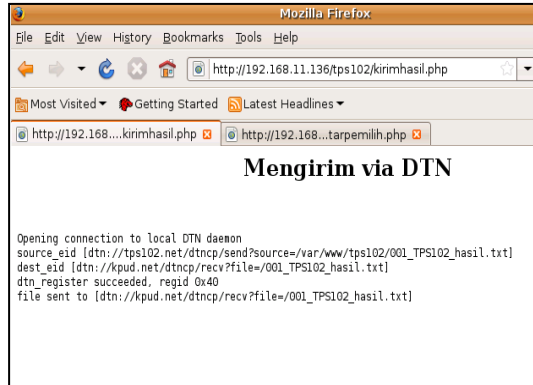 Mozilla Firefox
File Edit View History Bookmarks Tools Help
http://192.168.11.136/tps102/kirimhasil.php
Most Visited Getting Started Latest Headlines
http://192.168....kirimhasil.php http://192.168...tarpemilih.php
Mengirim via DTN
Opening connection to local DTN daemon
source_eid [dtn://tps102.net/dtncp/send?source=/var/www/tps102/001_TPS102_hasil.txt]
dest_eid [dtn://kpud.net/dtncp/recv?file=/001_TPS102_hasil.txt]
dtn_register succeeded, regid 0x40
file sent to [dtn://kpud.net/dtncp/recv?file=/001_TPS102_hasil.txt]